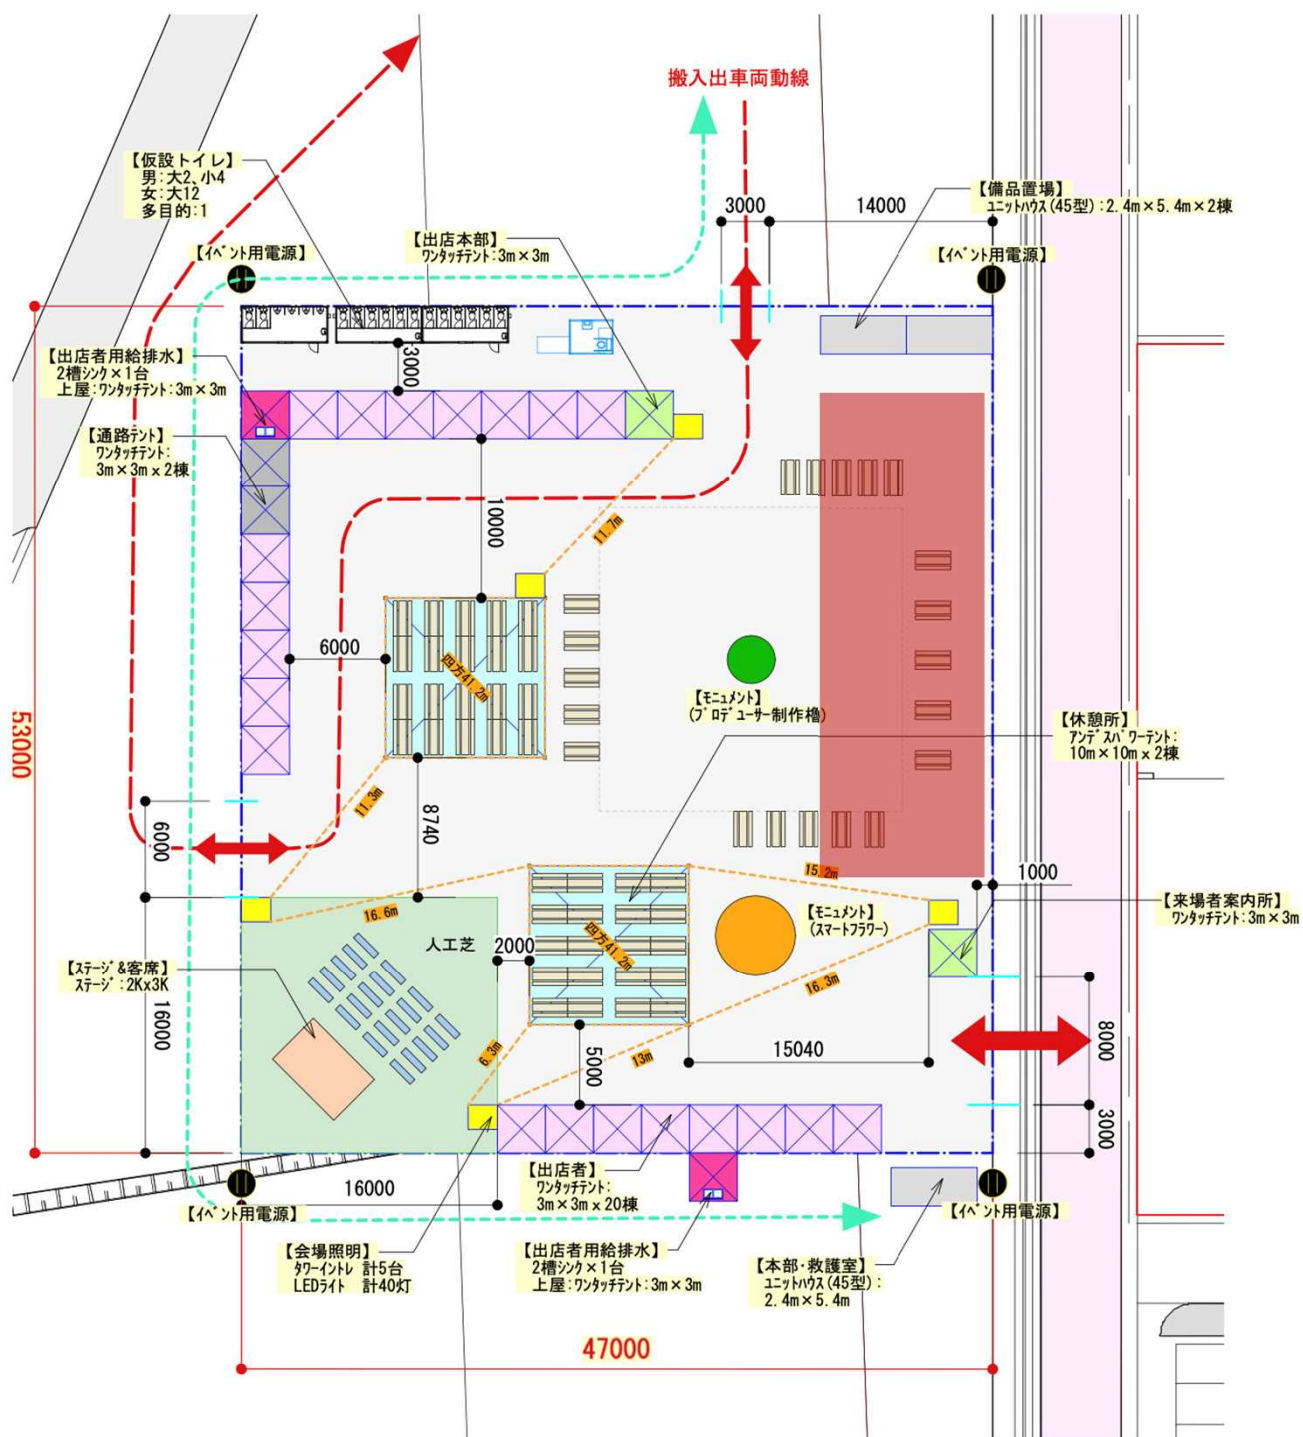 搬入出車両動線
【仮設トイレ】
男:大2、小4
女:大12
多目的:1
【備品置場】
ユニットハウス(45型):2.4m×5.4m×2棟
3000
14000
【出店本部】
ワンタッチテント:3m×3m
【イベント用電源】
【イベント用電源】
【出店者用給排水】
2槽シンク×1台
上屋:ワンタッチテント:3m×3m
3000
【通路テント】
ワンタッチテント:
3m×3m×2棟
10000
11.7m
6000
四方41.2m
【モニュメント】
(プロデューサー制作櫓)
【休憩所】
アンデスパワーテント:
10m×10m×2棟
53000
11.3m
8740
6000
15.2m
1000
【来場者案内所】
ワンタッチテント:3m×3m
16.6m
人工芝
2000
四方41.2m
【モニュメント】
(スマートフラワー)
【ステージ&客席】
ステージ:2Kx3K
16.3m
16000
6.3m
5000
13m
15040
8000
3000
16000
【出店者】
ワンタッチテント:
3m×3m×20棟
【イベント用電源】
【イベント用電源】
【会場照明】
タワーイントレ 計5台
LEDライト 計40灯
【出店者用給排水】
2槽シンク×1台
上屋:ワンタッチテント:3m×3m
【本部・救護室】
ユニットハウス(45型):
2.4m×5.4m
47000